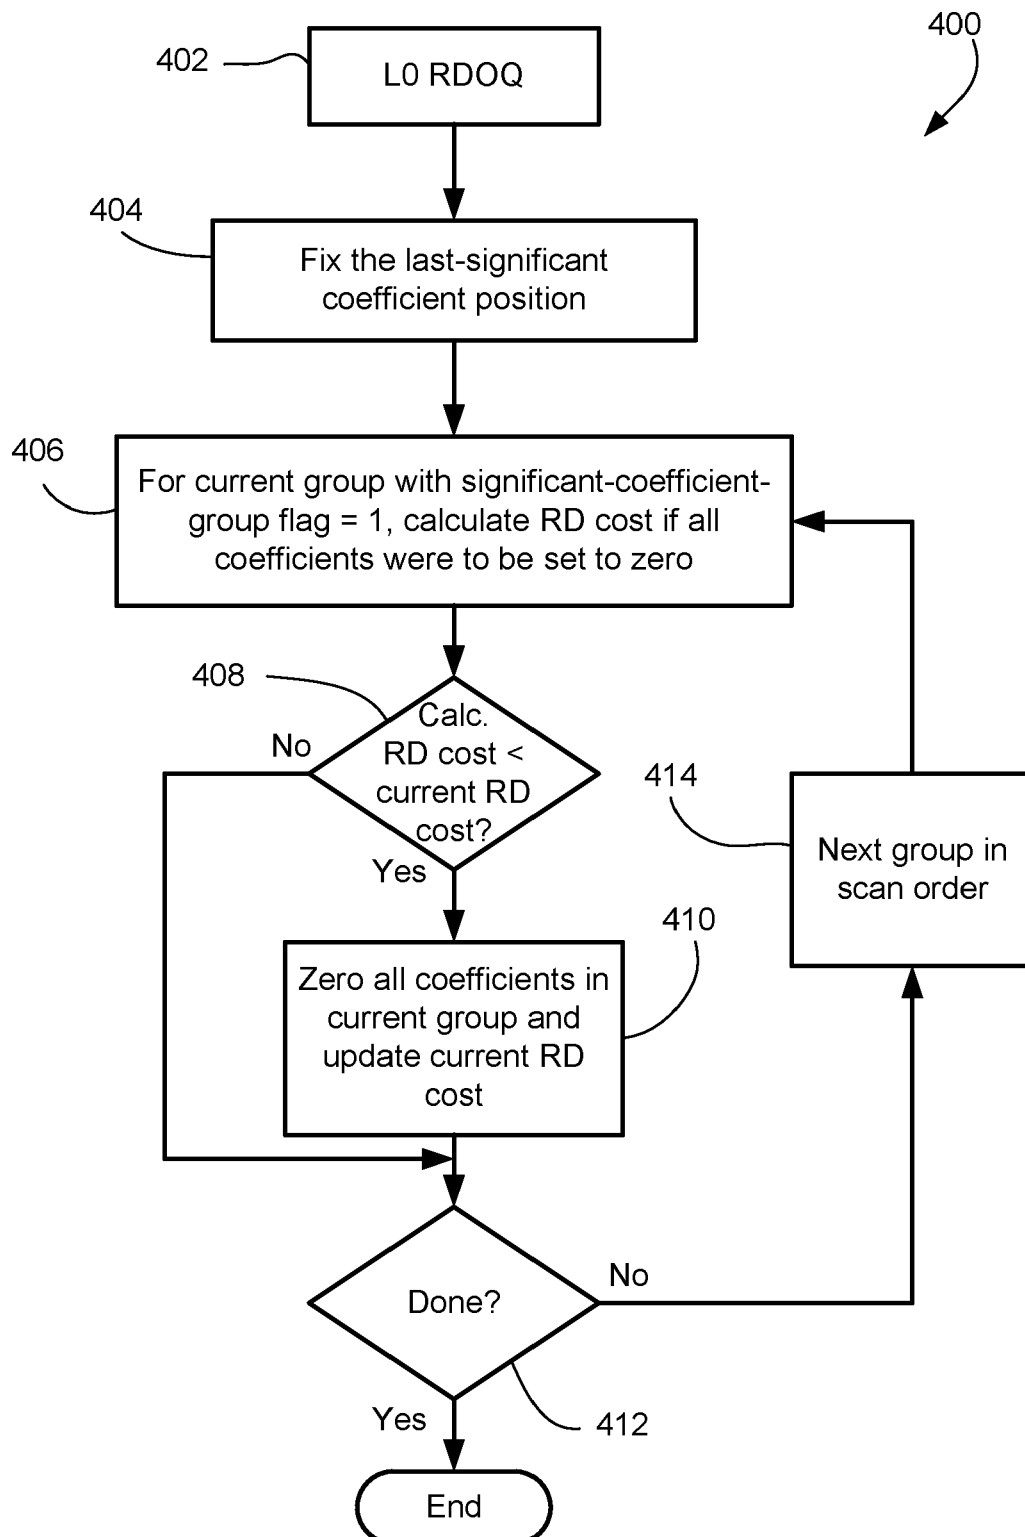 400
402
L0 RDOQ
404
Fix the last-significant
coefficient position
406
For current group with significant-coefficient-
group flag = 1, calculate RD cost if all
coefficients were to be set to zero
408
Calc.
RD cost <
current RD
cost?
No
Yes
414
Next group in
scan order
410
Zero all coefficients in
current group and
update current RD
cost
Done?
No
412
Yes
End